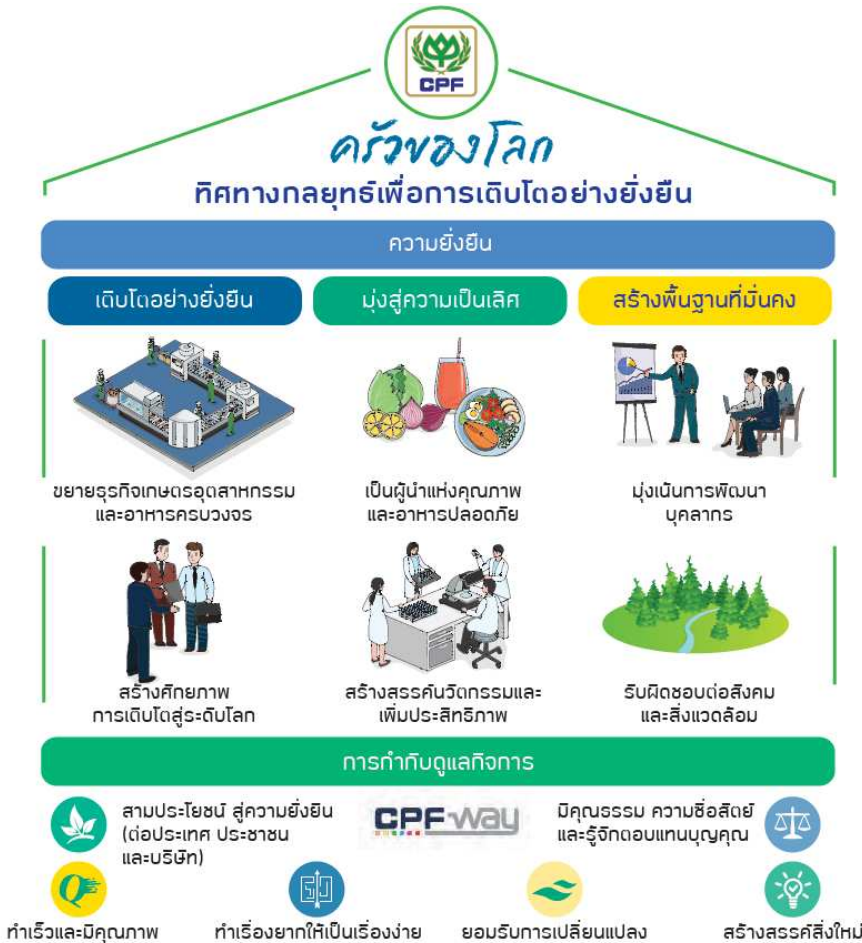 CPF
ครัวของโลก
ทิศทางกลยุทธ์เพื่อการเติบโตอย่างยั่งยืน
ความยั่งยืน
เติบโตอย่างยั่งยืน
มุ่งสู่ความเป็นเลิศ
สร้างพื้นฐานที่มั่นคง
ขยายธุรกิจเกษตรอุตสาหกรรม
และอาหารครบวงจร
เป็นผู้นำแห่งคุณภาพ
และอาหารปลอดภัย
มุ่งเน้นการพัฒนา
บุคลากร
สร้างศักยภาพ
การเติบโตสู่ระดับโลก
สร้างสรรค์นวัตกรรมและ
เพิ่มประสิทธิภาพ
รับผิดชอบต่อสังคม
และสิ่งแวดล้อม
การกำกับดูแลกิจการ
สามประโยชน์ สู่ความยั่งยืน
(ต่อประเทศ ประชาชน
และบริษัท)
CPF-way
มีคุณธรรม ความซื่อสัตย์
และรู้จักตอบแทนบุญคุณ
ทำเร็วและมีคุณภาพ
ทำเรื่องยากให้เป็นเรื่องง่าย
ยอมรับการเปลี่ยนแปลง
สร้างสรรค์สิ่งใหม่